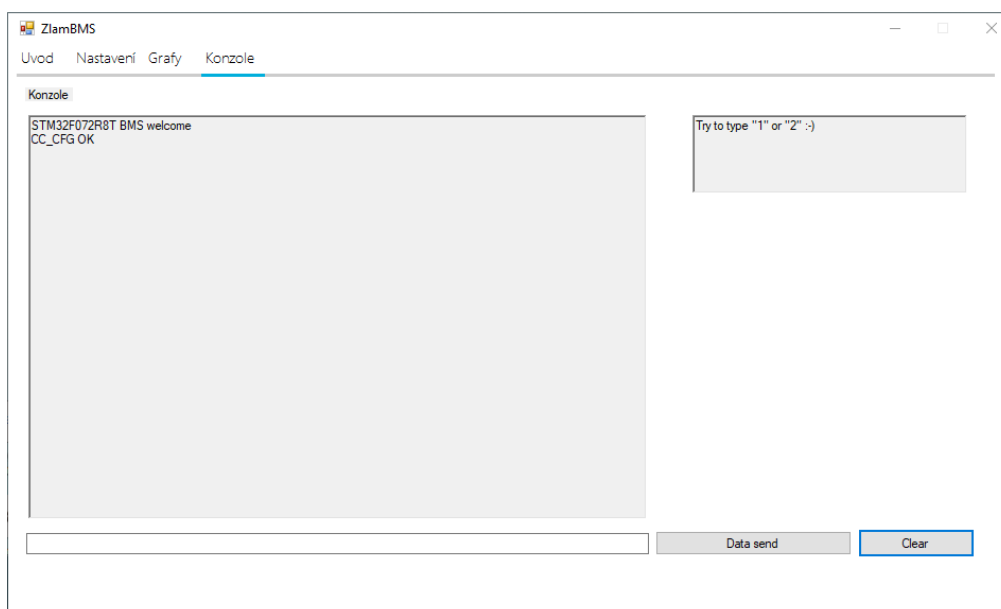 ZlamBMS
Uvod Nastavení Grafy Konzole
Konzole
STM32F072R8T BMS welcome
CC_CFG OK
Try to type "1" or "2" :-)
Data send Clear